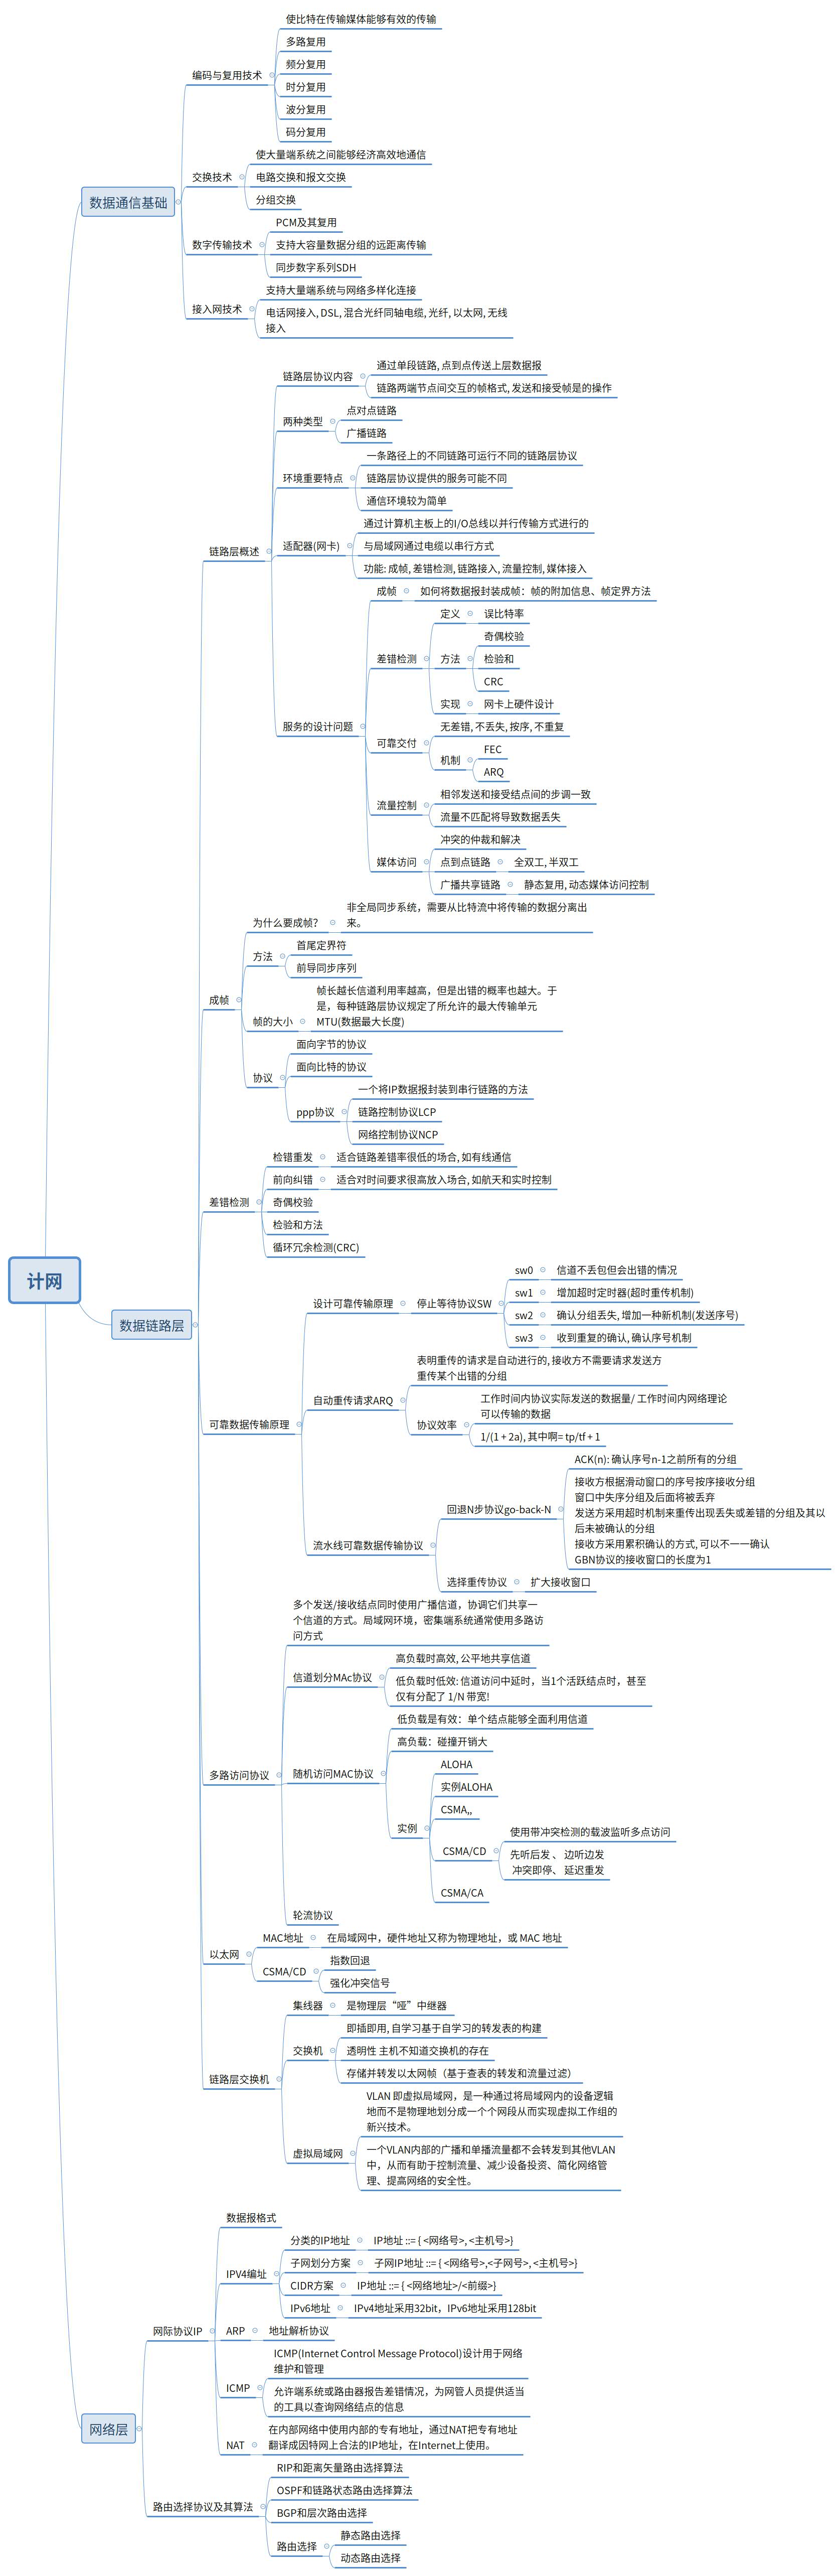 计网
数据通信基础
编码与复用技术
使比特在传输媒体能够有效的传输
多路复用
频分复用
时分复用
波分复用
码分复用
交换技术
使大量端系统之间能够经济高效地通信
电路交换和报文交换
分组交换
数字传输技术
PCM及其复用
支持大容量数据分组的远距离传输
同步数字系列SDH
接入网技术
支持大量端系统与网络多样化连接
电话网接入, DSL, 混合光纤同轴电缆, 光纤, 以太网, 无线
接入
数据链路层
链路层概述
链路层协议内容
通过单段链路, 点到点传送上层数据报
链路两端节点间交互的帧格式, 发送和接受帧是的操作
两种类型
点对点链路
广播链路
环境重要特点
一条路径上的不同链路可运行不同的链路层协议
链路层协议提供的服务可能不同
通信环境较为简单
适配器(网卡)
通过计算机主板上的I/O总线以并行传输方式进行的
与局域网通过电缆以串行方式
功能: 成帧, 差错检测, 链路接入, 流量控制, 媒体接入
服务的设计问题
成帧
如何将数据报封装成帧：帧的附加信息、帧定界方法
差错检测
定义
误比特率
方法
奇偶校验
检验和
CRC
实现
网卡上硬件设计
可靠交付
无差错, 不丢失, 按序, 不重复
机制
FEC
ARQ
流量控制
相邻发送和接受结点间的步调一致
流量不匹配将导致数据丢失
媒体访问
冲突的仲裁和解决
点到点链路
全双工, 半双工
广播共享链路
静态复用, 动态媒体访问控制
成帧
为什么要成帧？
非全局同步系统，需要从比特流中将传输的数据分离出
来。
方法
首尾定界符
前导同步序列
帧的大小
帧长越长信道利用率越高，但是出错的概率也越大。于
是，每种链路层协议规定了所允许的最大传输单元
MTU(数据最大长度)
协议
面向字节的协议
面向比特的协议
ppp协议
一个将IP数据报封装到串行链路的方法
链路控制协议LCP
网络控制协议NCP
差错检测
检错重发
适合链路差错率很低的场合, 如有线通信
前向纠错
适合对时间要求很高放入场合, 如航天和实时控制
奇偶校验
检验和方法
循环冗余检测(CRC)
可靠数据传输原理
设计可靠传输原理
停止等待协议SW
sw0
信道不丢包但会出错的情况
sw1
增加超时定时器(超时重传机制)
sw2
确认分组丢失, 增加一种新机制(发送序号)
sw3
收到重复的确认, 确认序号机制
自动重传请求ARQ
表明重传的请求是自动进行的, 接收方不需要请求发送方
重传某个出错的分组
协议效率
工作时间内协议实际发送的数据量/ 工作时间内网络理论
可以传输的数据
1/(1 + 2a), 其中啊= tp/tf + 1
流水线可靠数据传输协议
回退N步协议go-back-N
ACK(n): 确认序号n-1之前所有的分组
接收方根据滑动窗口的序号按序接收分组
窗口中失序分组及后面将被丢弃
发送方采用超时机制来重传出现丢失或差错的分组及其以
后未被确认的分组
接收方采用累积确认的方式, 可以不一一确认
GBN协议的接收窗口的长度为1
选择重传协议
扩大接收窗口
多路访问协议
多个发送/接收结点同时使用广播信道，协调它们共享一
个信道的方式。局域网环境，密集端系统通常使用多路访
问方式
信道划分MAc协议
高负载时高效, 公平地共享信道
低负载时低效: 信道访问中延时，当1个活跃结点时，甚至
仅有分配了 1/N 带宽!
随机访问MAC协议
低负载是有效：单个结点能够全面利用信道
高负载：碰撞开销大
实例
ALOHA
实例ALOHA
CSMA,,
CSMA/CD
使用带冲突检测的载波监听多点访问
先听后发 、 边听边发
冲突即停、 延迟重发
CSMA/CA
轮流协议
以太网
MAC地址
在局域网中，硬件地址又称为物理地址，或 MAC 地址
CSMA/CD
指数回退
强化冲突信号
链路层交换机
集线器
是物理层“哑”中继器
交换机
即插即用, 自学习基于自学习的转发表的构建
透明性 主机不知道交换机的存在
存储并转发以太网帧（基于查表的转发和流量过滤）
虚拟局域网
VLAN 即虚拟局域网，是一种通过将局域网内的设备逻辑
地而不是物理地划分成一个个网段从而实现虚拟工作组的
新兴技术。
一个VLAN内部的广播和单播流量都不会转发到其他VLAN
中，从而有助于控制流量、减少设备投资、简化网络管
理、提高网络的安全性。
网络层
网际协议IP
数据报格式
IPV4编址
分类的IP地址
IP地址 ::= { <网络号>, <主机号>}
子网划分方案
子网IP地址 ::= { <网络号>,<子网号>, <主机号>}
CIDR方案
IP地址 ::= { <网络地址>/<前缀>}
IPv6地址
IPv4地址采用32bit，IPv6地址采用128bit
ARP
地址解析协议
ICMP
ICMP(Internet Control Message Protocol)设计用于网络
维护和管理
允许端系统或路由器报告差错情况，为网管人员提供适当
的工具以查询网络结点的信息
NAT
在内部网络中使用内部的专有地址，通过NAT把专有地址
翻译成因特网上合法的IP地址，在Internet上使用。
路由选择协议及其算法
RIP和距离矢量路由选择算法
OSPF和链路状态路由选择算法
BGP和层次路由选择
路由选择
静态路由选择
动态路由选择